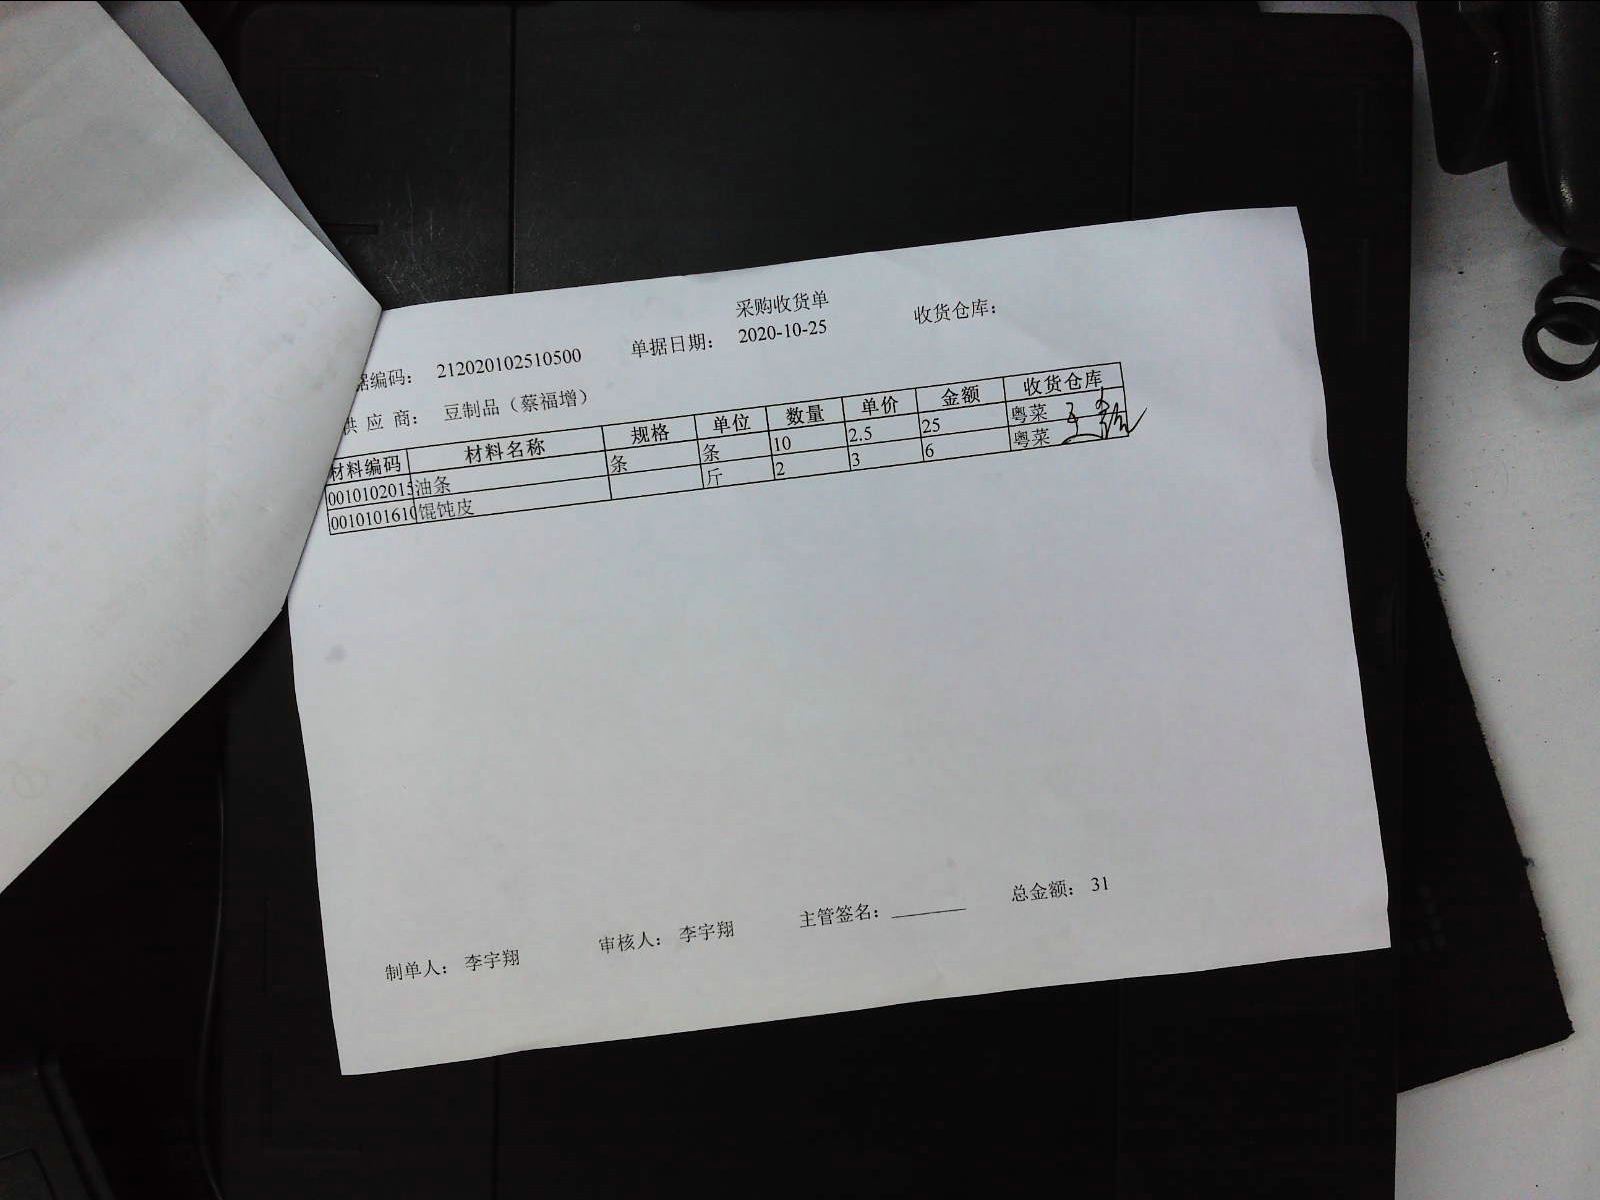 采购收货单
据编码： 212020102510500 单据日期： 2020-10-25 收货仓库：
供 应 商： 豆制品（蔡福增）
材料编码 材料名称 规格 单位 数量 单价 金额 收货仓库
0010102015 油条 条 条 10 2.5 25 粤菜
0010101610 馄饨皮 斤 2 3 6 粤菜
制单人： 李宇翔 审核人： 李宇翔 主管签名： 总金额： 31